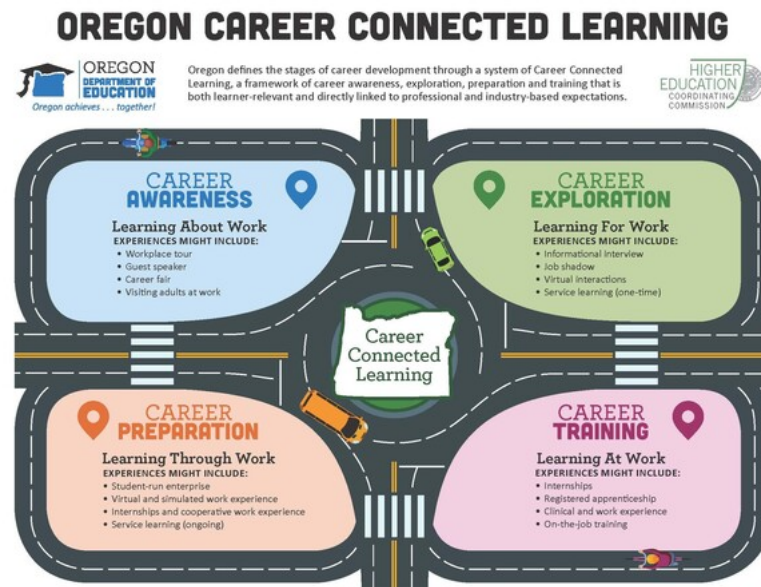 OREGON CAREER CONNECTED LEARNING
OREGON
DEPARTMENT OF
EDUCATION
Oregon achieves . . . together!
Oregon defines the stages of career development through a system of Career Connected
Learning, a framework of career awareness, exploration, preparation and training that is
both learner-relevant and directly linked to professional and industry-based expectations.
HIGHER
EDUCATION
COORDINATING
COMMISSION
CAREER
AWARENESS
Learning About Work
EXPERIENCES MIGHT INCLUDE:
• Workplace tour
• Guest speaker
• Career fair
• Visiting adults at work
CAREER
EXPLORATION
Learning For Work
EXPERIENCES MIGHT INCLUDE:
• Informational interview
• Job shadow
• Virtual interactions
• Service learning (one-time)
Career
Connected
Learning
CAREER
PREPARATION
Learning Through Work
EXPERIENCES MIGHT INCLUDE:
• Student-run enterprise
• Virtual and simulated work experience
• Internships and cooperative work experience
• Service learning (ongoing)
CAREER
TRAINING
Learning At Work
EXPERIENCES MIGHT INCLUDE:
• Internships
• Registered apprenticeship
• Clinical and work experience
• On-the-job training